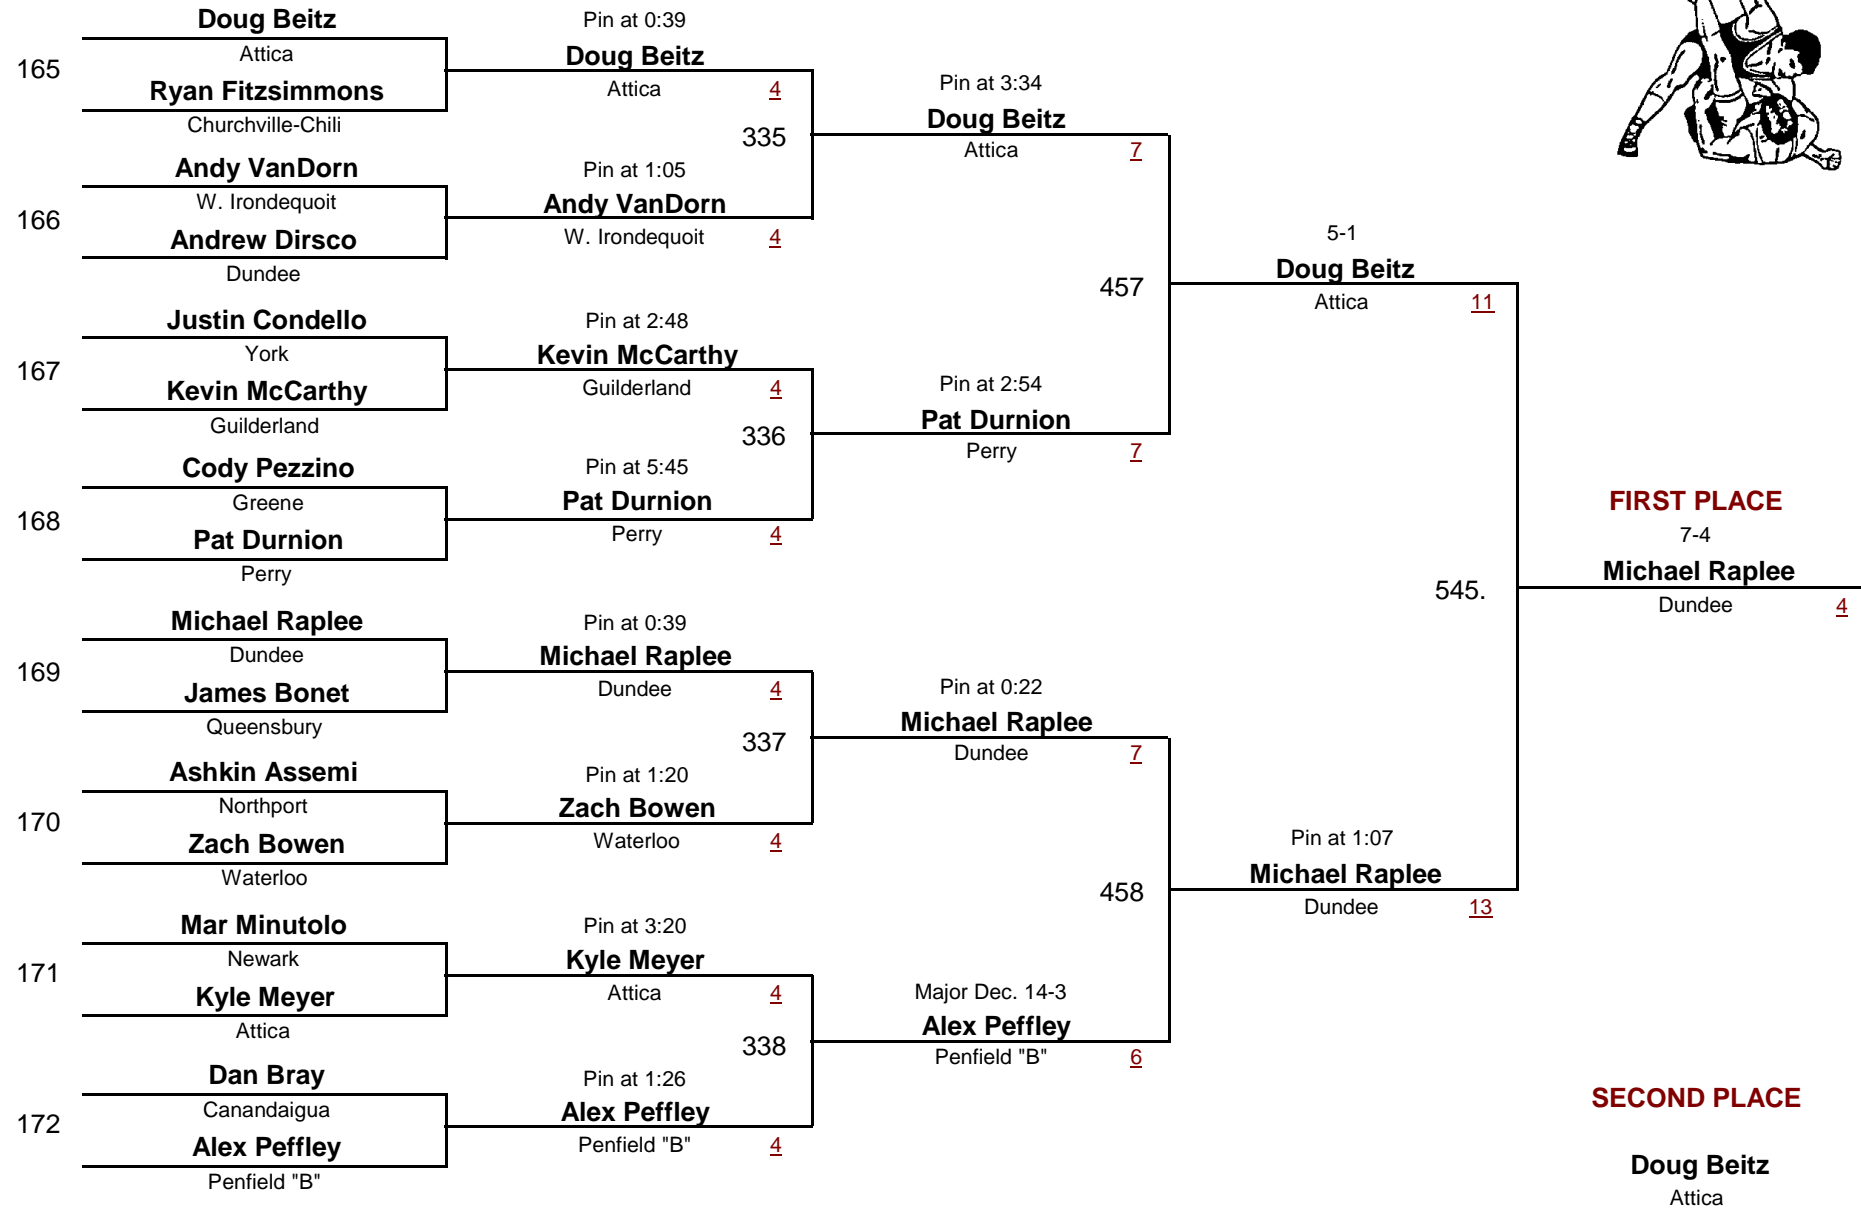 Doug Beitz
Attica
165
Ryan Fitzsimmons
Churchville-Chili
Andy VanDorn
W. Irondequoit
166
Andrew Dirsco
Dundee
Justin Condello
York
167
Kevin McCarthy
Guilderland
Cody Pezzino
Greene
168
Pat Durnion
Perry
Michael Raplee
Dundee
169
James Bonet
Queensbury
Ashkin Assemi
Northport
170
Zach Bowen
Waterloo
Mar Minutolo
Newark
171
Kyle Meyer
Attica
Dan Bray
Canandaigua
172
Alex Peffley
Penfield "B"
Pin at 0:39
Doug Beitz
Attica 4
335
Pin at 1:05
Andy VanDorn
W. Irondequoit 4
Pin at 2:48
Kevin McCarthy
Guilderland 4
336
Pin at 5:45
Pat Durnion
Perry 4
Pin at 0:39
Michael Raplee
Dundee 4
337
Pin at 1:20
Zach Bowen
Waterloo 4
Pin at 3:20
Kyle Meyer
Attica 4
338
Pin at 1:26
Alex Peffley
Penfield "B" 4
Pin at 3:34
Doug Beitz
Attica 7
457
Pin at 2:54
Pat Durnion
Perry 7
Pin at 0:22
Michael Raplee
Dundee 7
458
Major Dec. 14-3
Alex Peffley
Penfield "B" 6
5-1
Doug Beitz
Attica 11
545.
Pin at 1:07
Michael Raplee
Dundee 13
FIRST PLACE
7-4
Michael Raplee
Dundee 4
SECOND PLACE
Doug Beitz
Attica